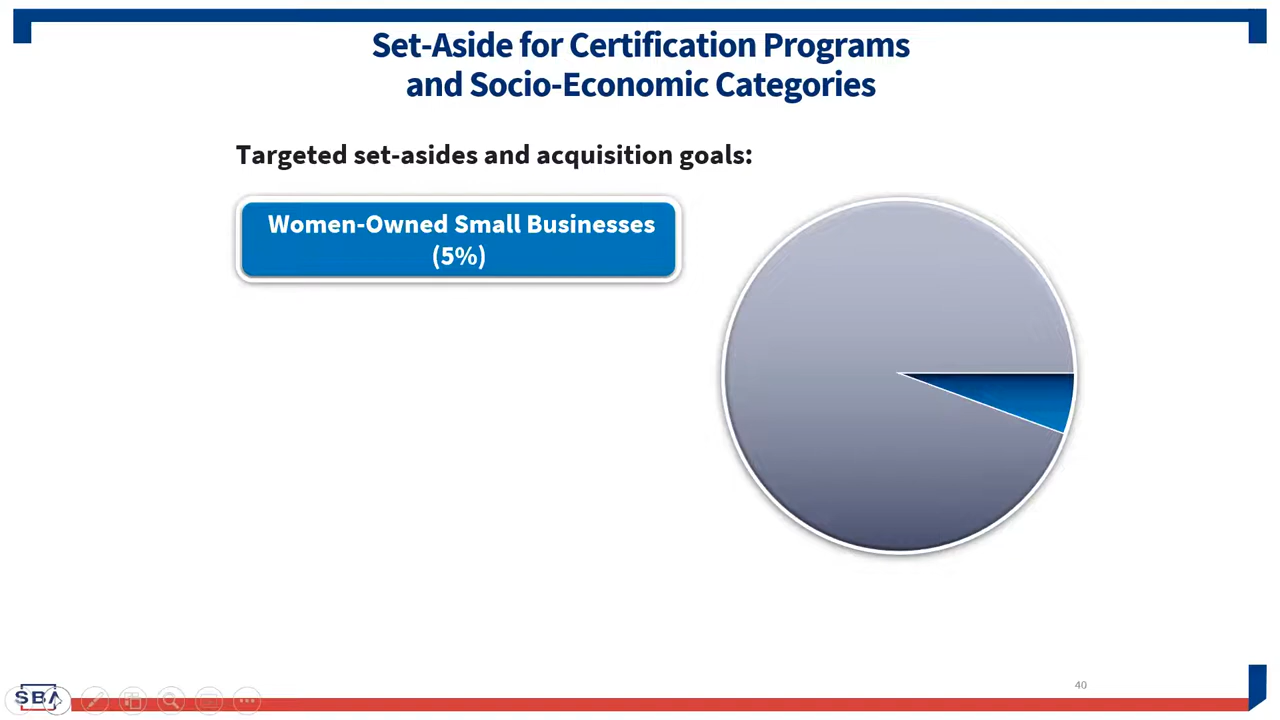 Set-Aside for Certification Programs
and Socio-Economic Categories
Targeted set-asides and acquisition goals:
Women-Owned Small Businesses
(5%)
SBA
40